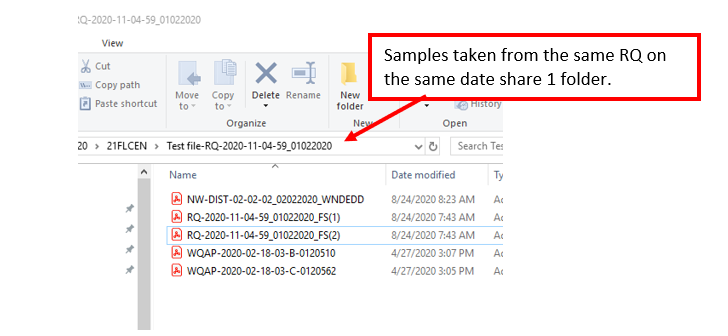 RQ-2020-11-04-59_01022020
View
Samples taken from the same RQ on
the same date share 1 folder.
Cut
Copy path
Paste shortcut
Move
to
Copy
to
Delete
Rename
New
folder
History
Organize
New
Open
20 > 21FLCEN > Test file-RQ-2020-11-04-59_01022020
Search Tes
Name
Date modified
Ty
NW-DIST-02-02-02_02022020_WNDEDD 8/24/2020 8:23 AM Ad
RQ-2020-11-04-59_01022020_FS(1) 8/24/2020 7:43 AM Ad
RQ-2020-11-04-59_01022020_FS(2) 8/24/2020 7:43 AM Ad
WQAP-2020-02-18-03-B-0120510 4/27/2020 3:07 PM Ad
WQAP-2020-02-18-03-C-0120562 4/27/2020 3:05 PM Ad